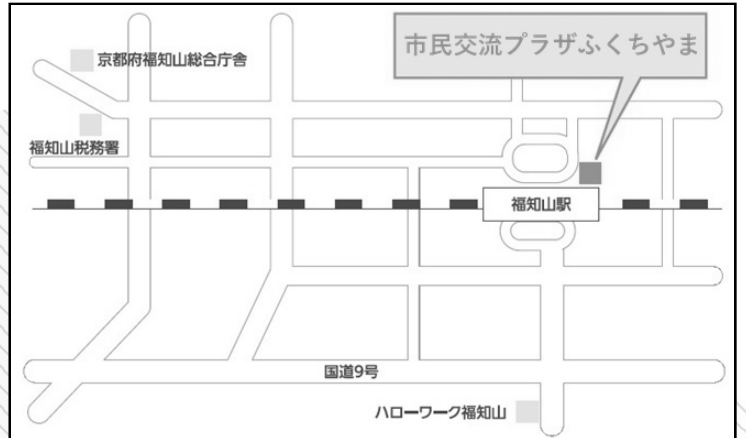 市民交流プラザふくちやま
京都府福知山総合庁舎
福知山税務署
福知山駅
国道9号
ハローワーク福知山